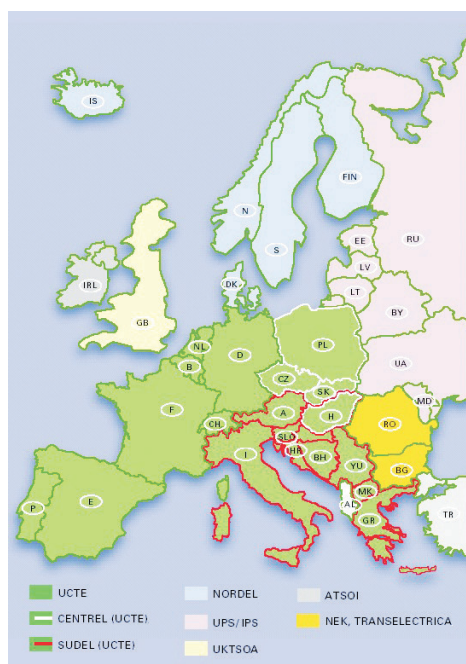 IS
FIN
N
S
EE
RU
LV
DK
LT
IRL
BY
GB
NL
PL
D
B
UA
CZ
SK
MD
F
A
H
CH
RO
SLO
I
HR
BH
YU
BG
MK
P
E
AL
GR
TR
UCTE
NORDEL
ATSOI
CENTREL (UCTE)
UPS/IPS
NEK, TRANSELECTRICA
SUDEL (UCTE)
UKTSOA